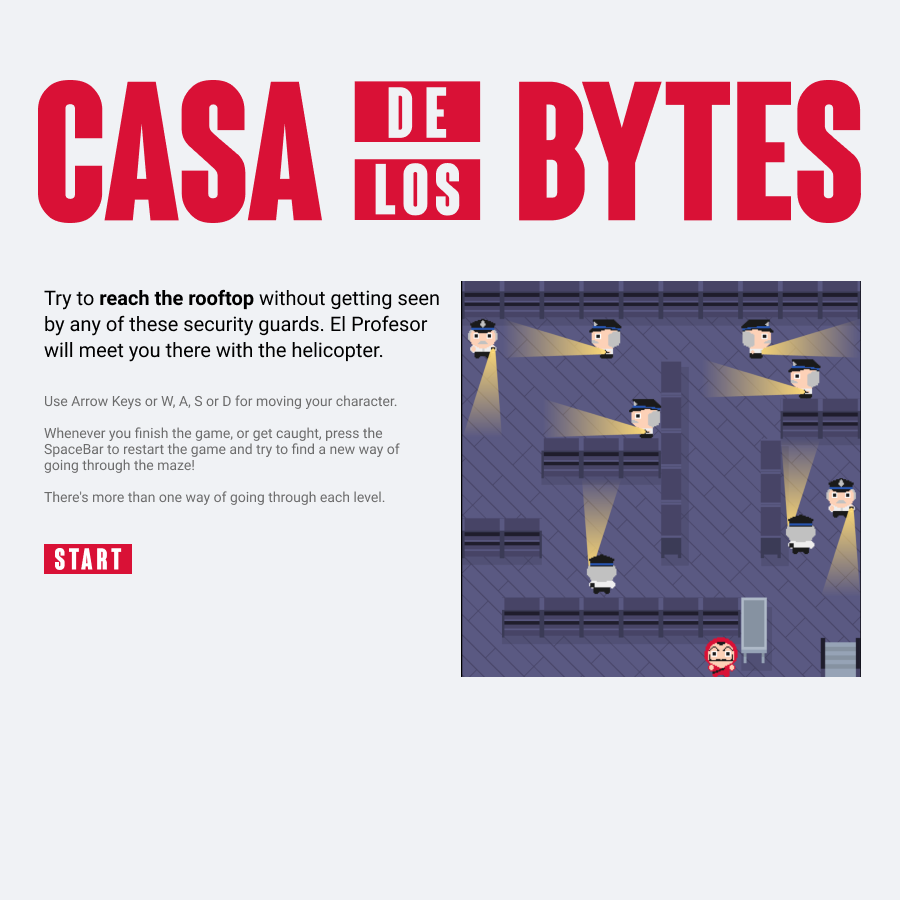 CASA DE LOS BYTES
Try to reach the rooftop without getting seen
by any of these security guards. El Profesor
will meet you there with the helicopter.
Use Arrow Keys or W, A, S or D for moving your character.
Whenever you finish the game, or get caught, press the
SpaceBar to restart the game and try to find a new way of
going through the maze!
There's more than one way of going through each level.
START